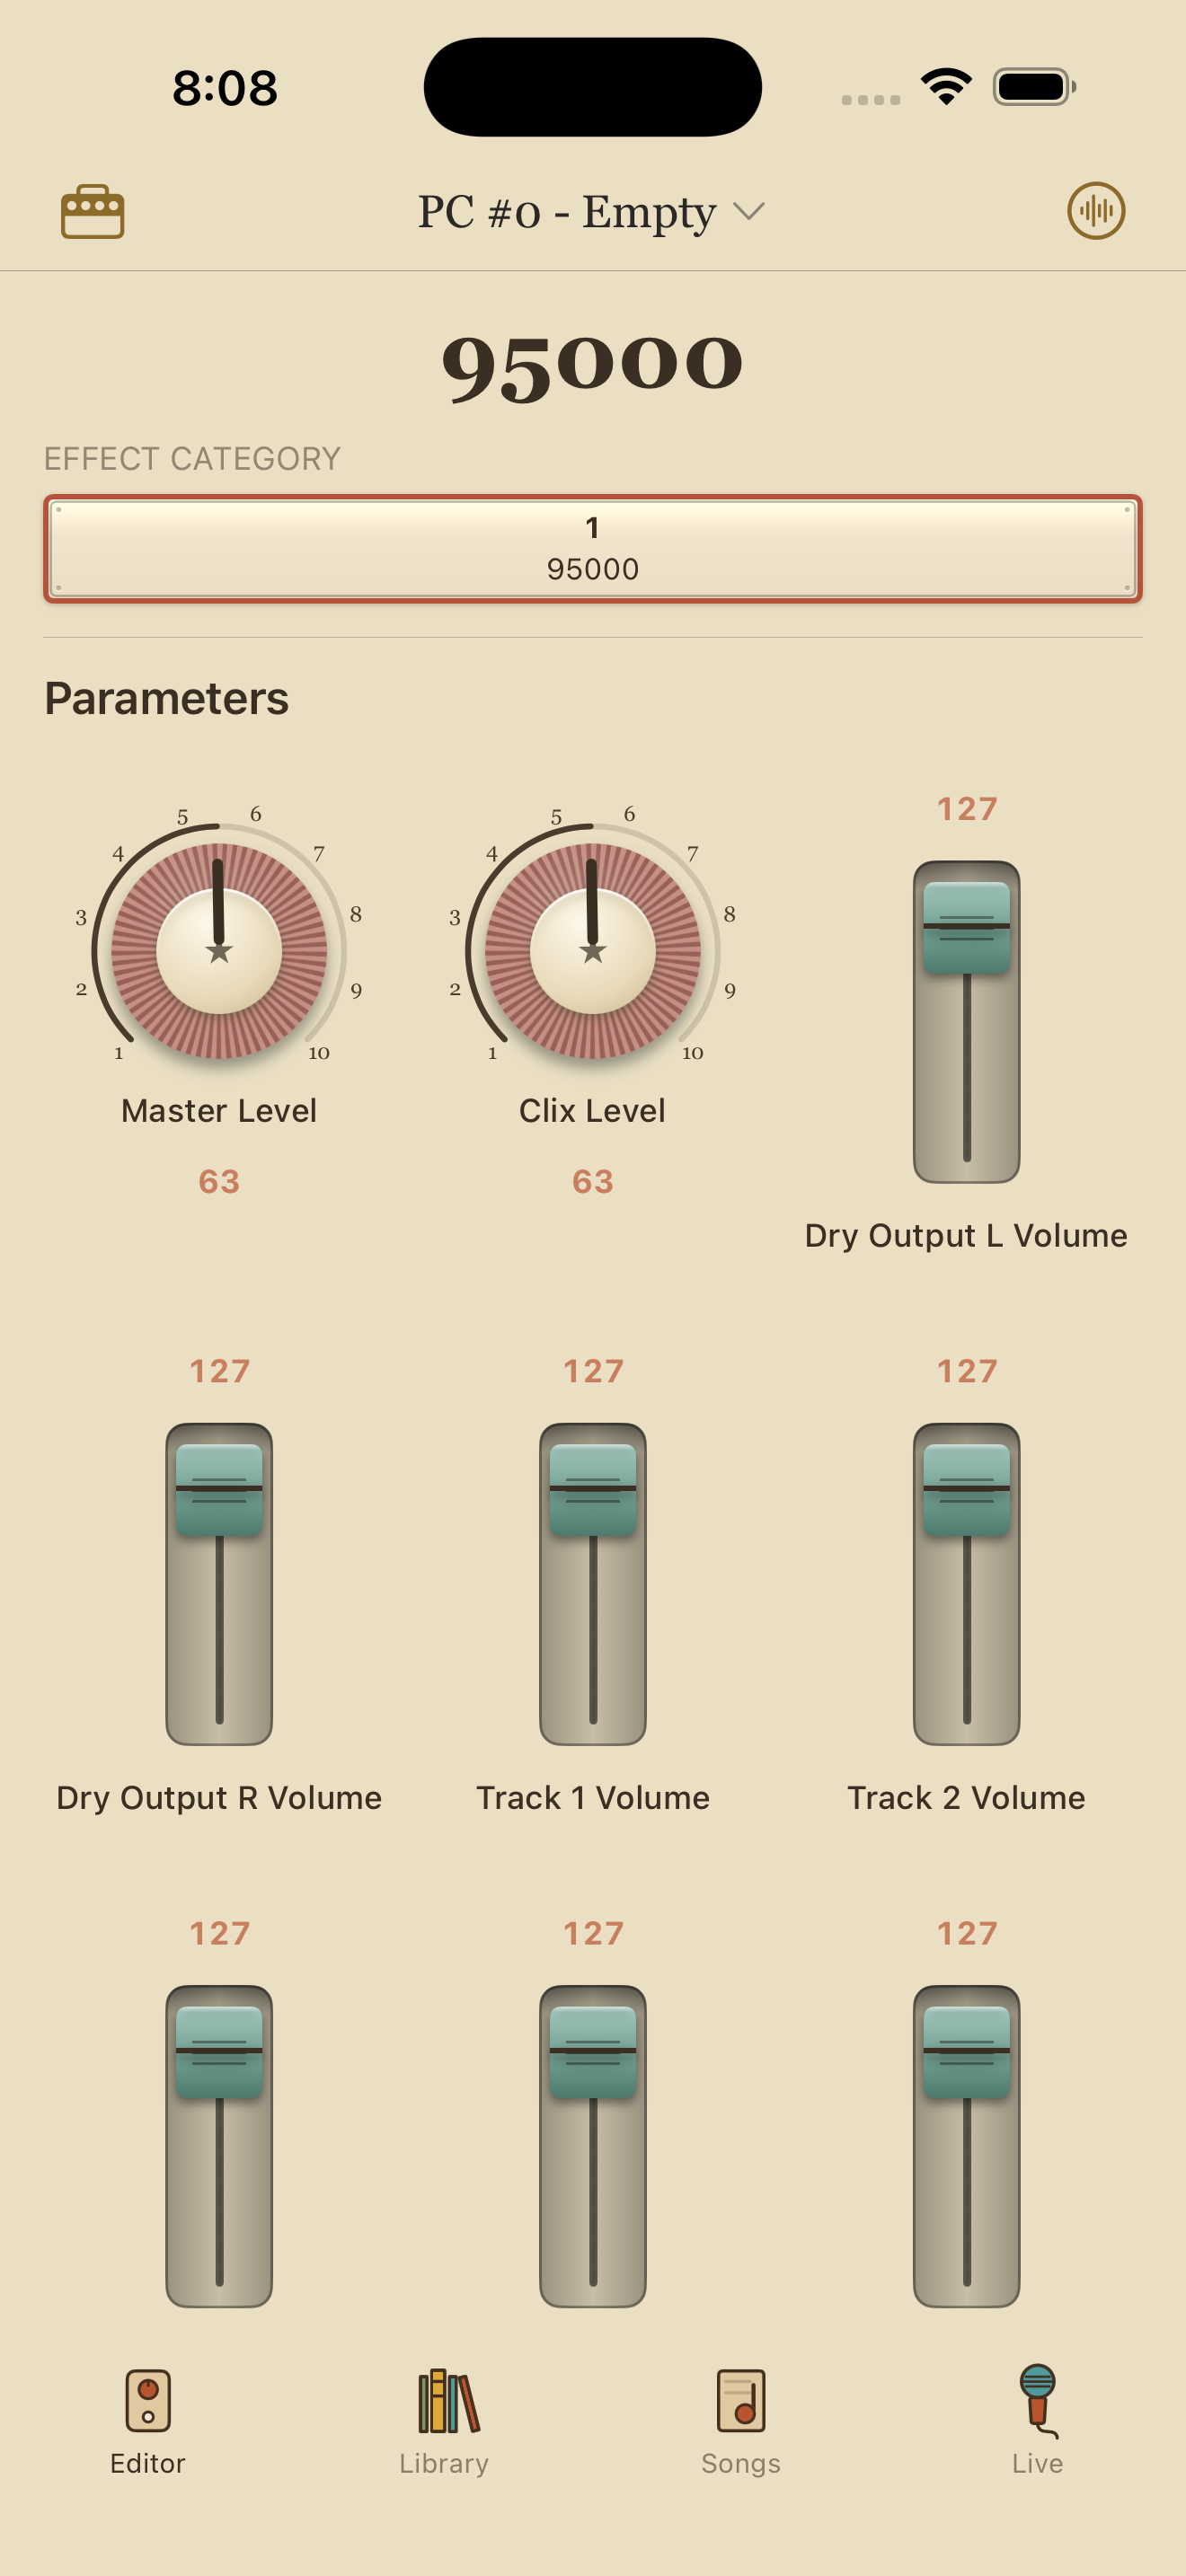 8:08
PC #0 - Empty
95000
EFFECT CATEGORY
1
95000
Parameters
1 2 3 4 5 6 7 8 9 10
Master Level
63
1 2 3 4 5 6 7 8 9 10
Clix Level
63
127
Dry Output L Volume
127
Dry Output R Volume
127
Track 1 Volume
127
Track 2 Volume
127
127
127
Editor
Library
Songs
Live